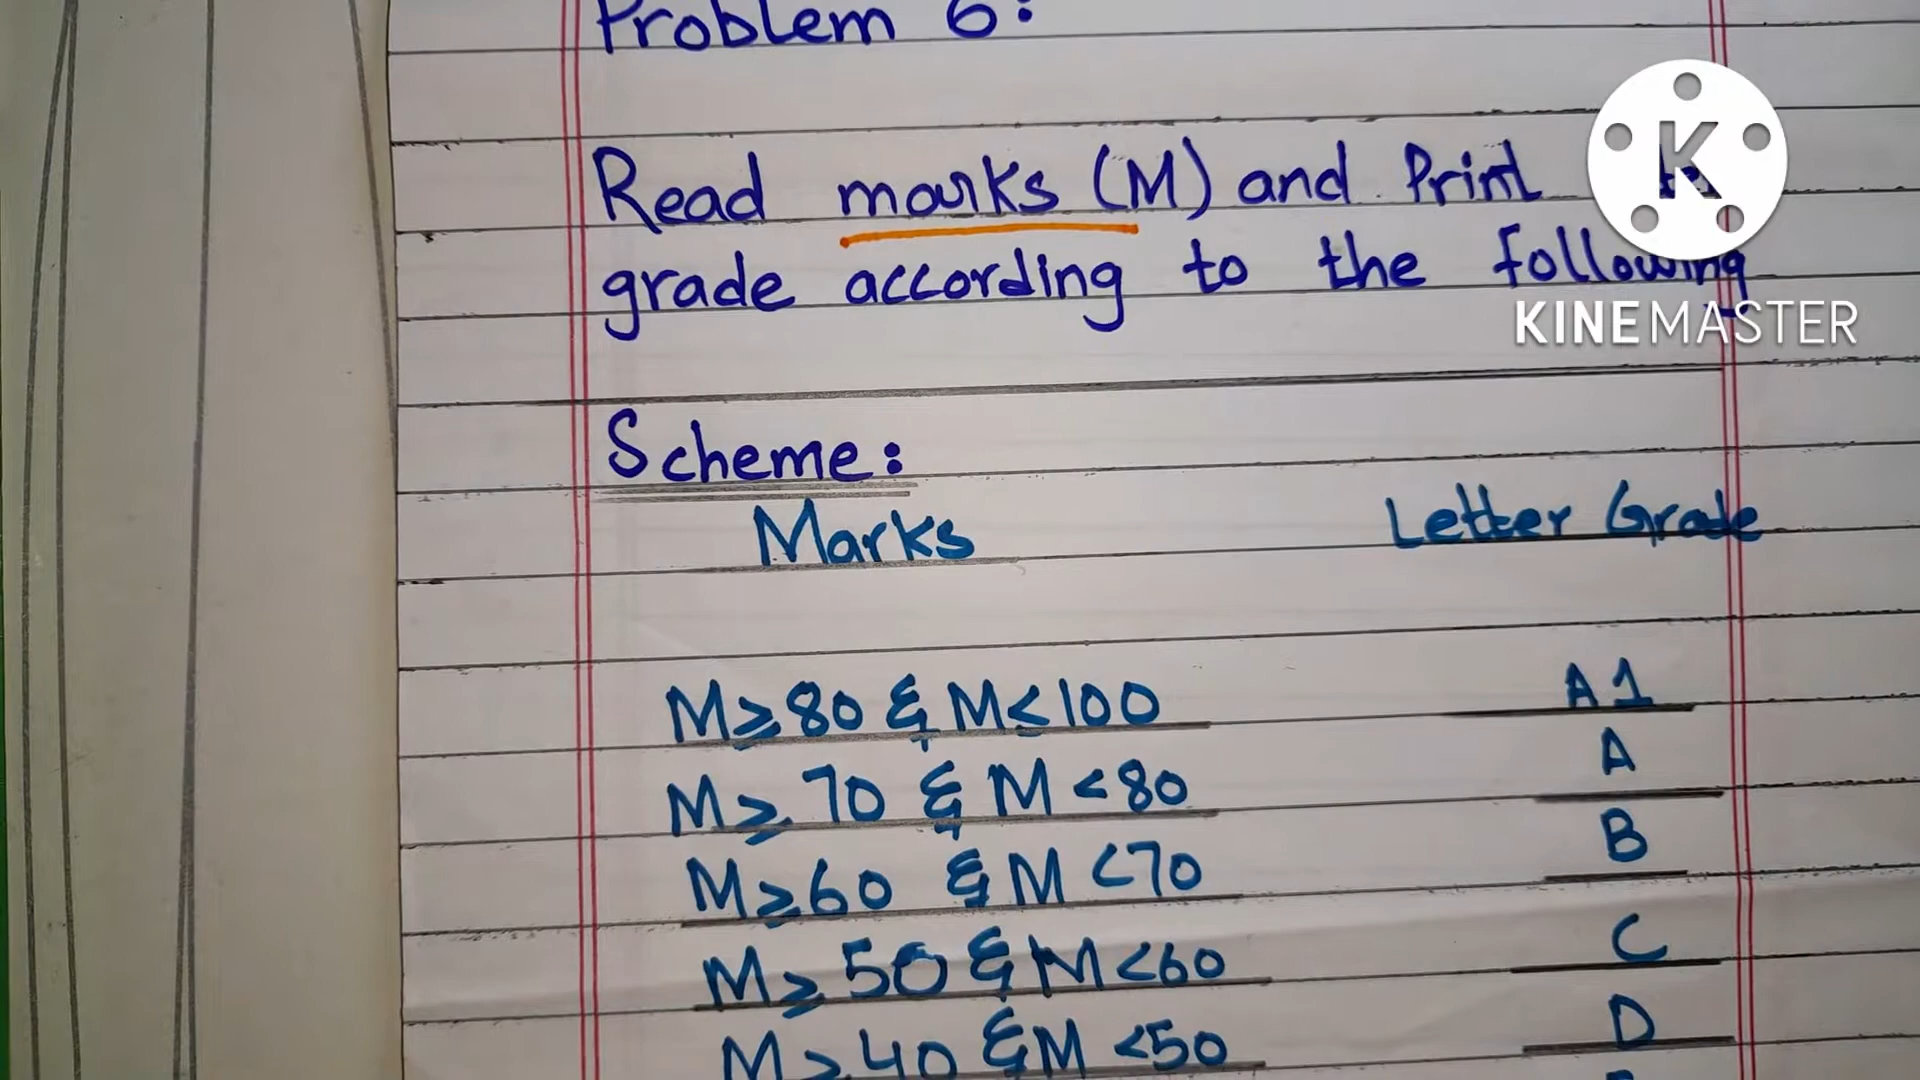 Problem 6:
Read marks (M) and Print
grade according to the following
KINEMASTER
Scheme:
Marks Letter Grade
M≥80 & M≤100 A1
M≥70 & M<80 A
M≥60 & M<70 B
M≥50 & M<60 C
M≥40 & M<50 D